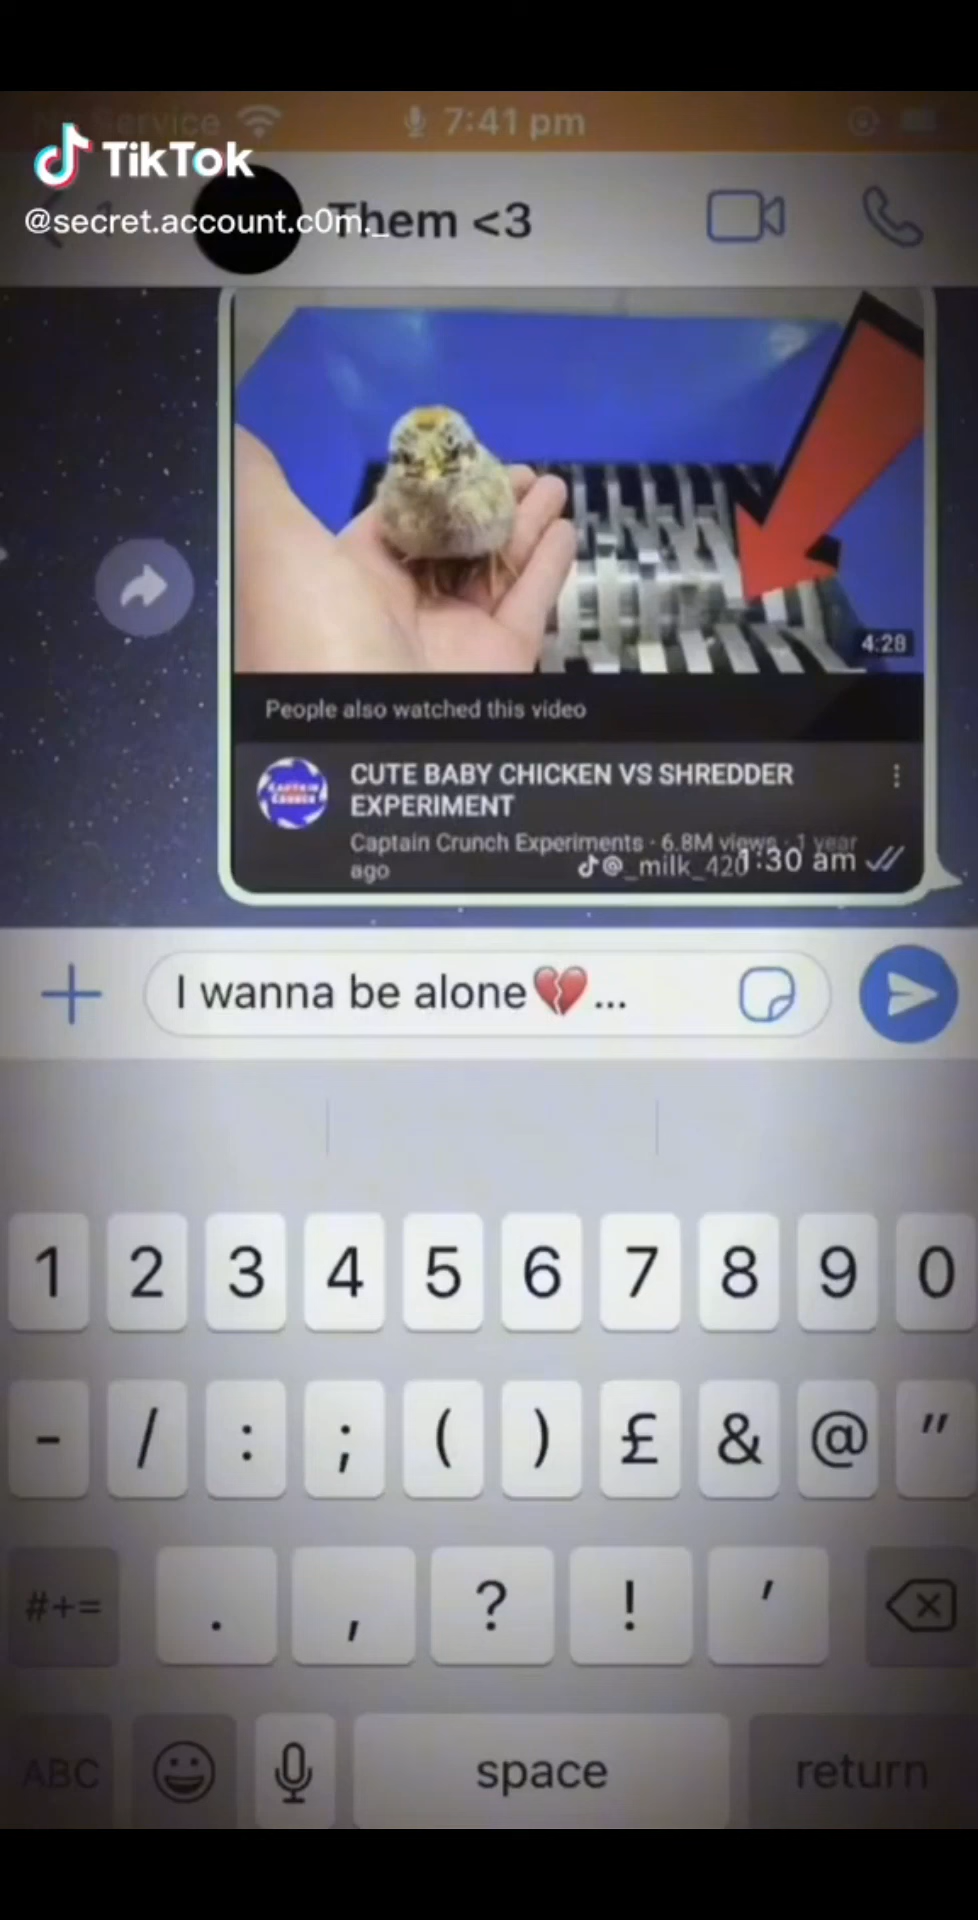 No Service 7:41 pm
TikTok
@secret.account.c0m._
Them <3
4:28
People also watched this video
CUTE BABY CHICKEN VS SHREDDER
EXPERIMENT
Captain Crunch Experiments · 6.8M views · 1 year
ago
@_milk_420
1:30 am
I wanna be alone💔...
1 2 3 4 5 6 7 8 9 0
- / : ; ( ) £ & @ "
#+= . , ? ! '
ABC space return